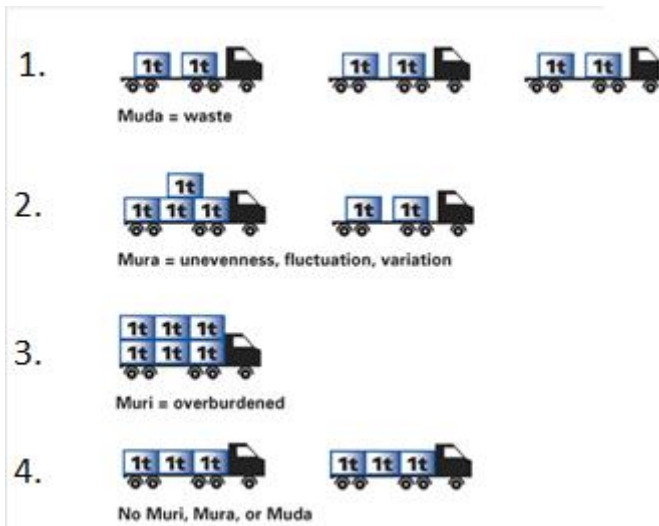 1. 1t 1t 1t 1t 1t 1t
Muda = waste
1t
2. 1t 1t 1t 1t 1t
Mura = unevenness, fluctuation, variation
1t 1t 1t
3. 1t 1t 1t
Muri = overburdened
4. 1t 1t 1t 1t 1t 1t
No Muri, Mura, or Muda